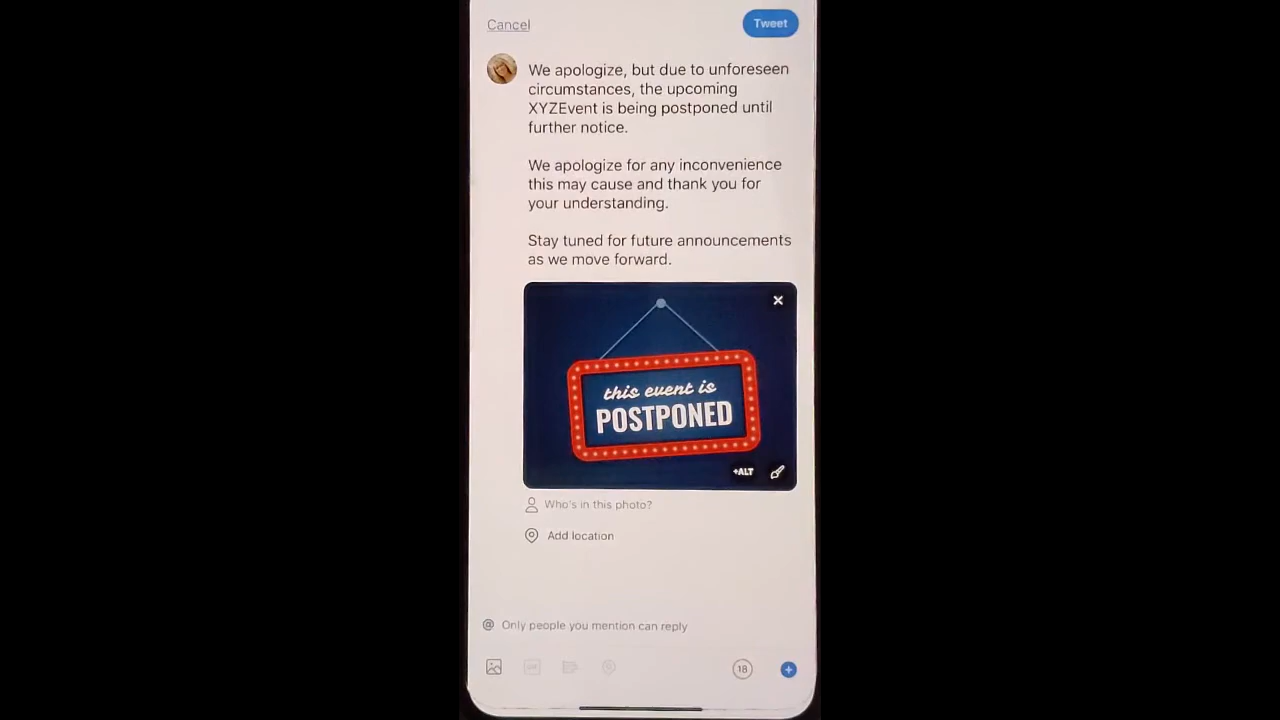 Cancel
Tweet
We apologize, but due to unforeseen
circumstances, the upcoming
XYZEvent is being postponed until
further notice.
We apologize for any inconvenience
this may cause and thank you for
your understanding.
Stay tuned for future announcements
as we move forward.
this event is
POSTPONED
+ALT
Who's in this photo?
Add location
@ Only people you mention can reply
GIF
18
+